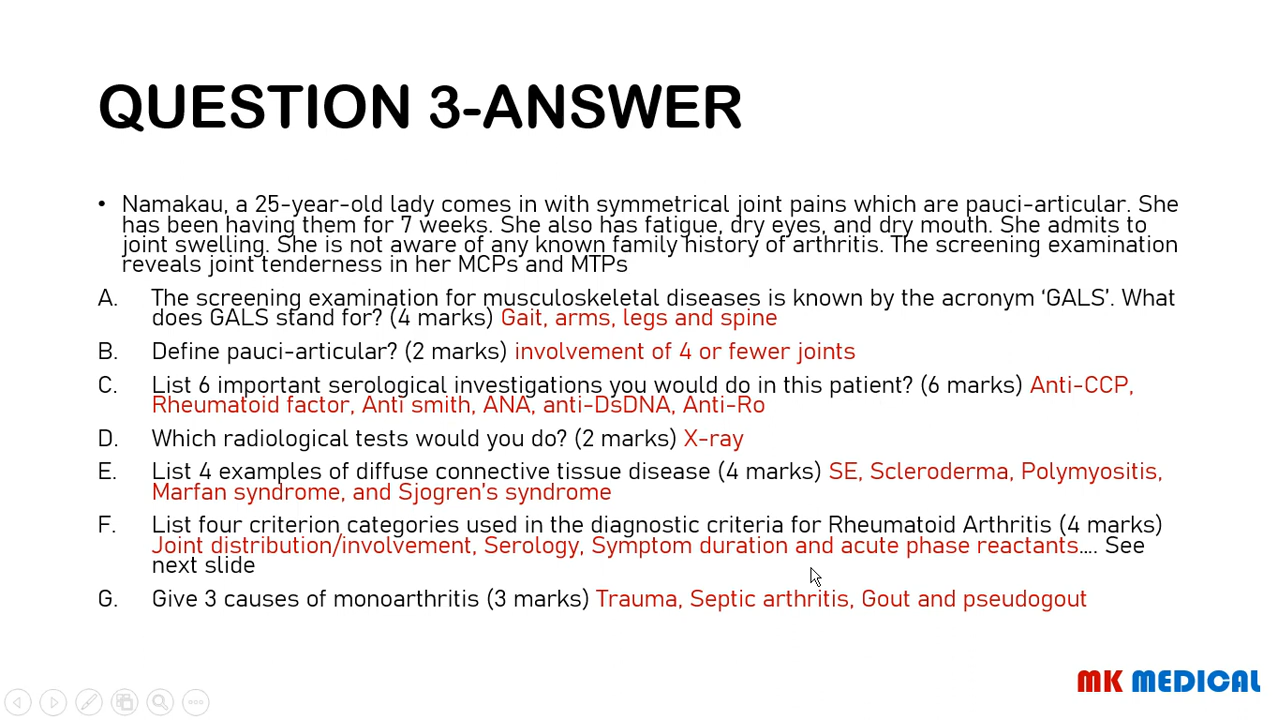 QUESTION 3-ANSWER
• Namakau, a 25-year-old lady comes in with symmetrical joint pains which are pauci-articular. She
has been having them for 7 weeks. She also has fatigue, dry eyes, and dry mouth. She admits to
joint swelling. She is not aware of any known family history of arthritis. The screening examination
reveals joint tenderness in her MCPs and MTPs
A. The screening examination for musculoskeletal diseases is known by the acronym ‘GALS’. What
does GALS stand for? (4 marks) Gait, arms, legs and spine
B. Define pauci-articular? (2 marks) involvement of 4 or fewer joints
C. List 6 important serological investigations you would do in this patient? (6 marks) Anti-CCP,
Rheumatoid factor, Anti smith, ANA, anti-DsDNA, Anti-Ro
D. Which radiological tests would you do? (2 marks) X-ray
E. List 4 examples of diffuse connective tissue disease (4 marks) SE, Scleroderma, Polymyositis,
Marfan syndrome, and Sjogren’s syndrome
F. List four criterion categories used in the diagnostic criteria for Rheumatoid Arthritis (4 marks)
Joint distribution/involvement, Serology, Symptom duration and acute phase reactants.... See
next slide
G. Give 3 causes of monoarthritis (3 marks) Trauma, Septic arthritis, Gout and pseudogout
MK MEDICAL